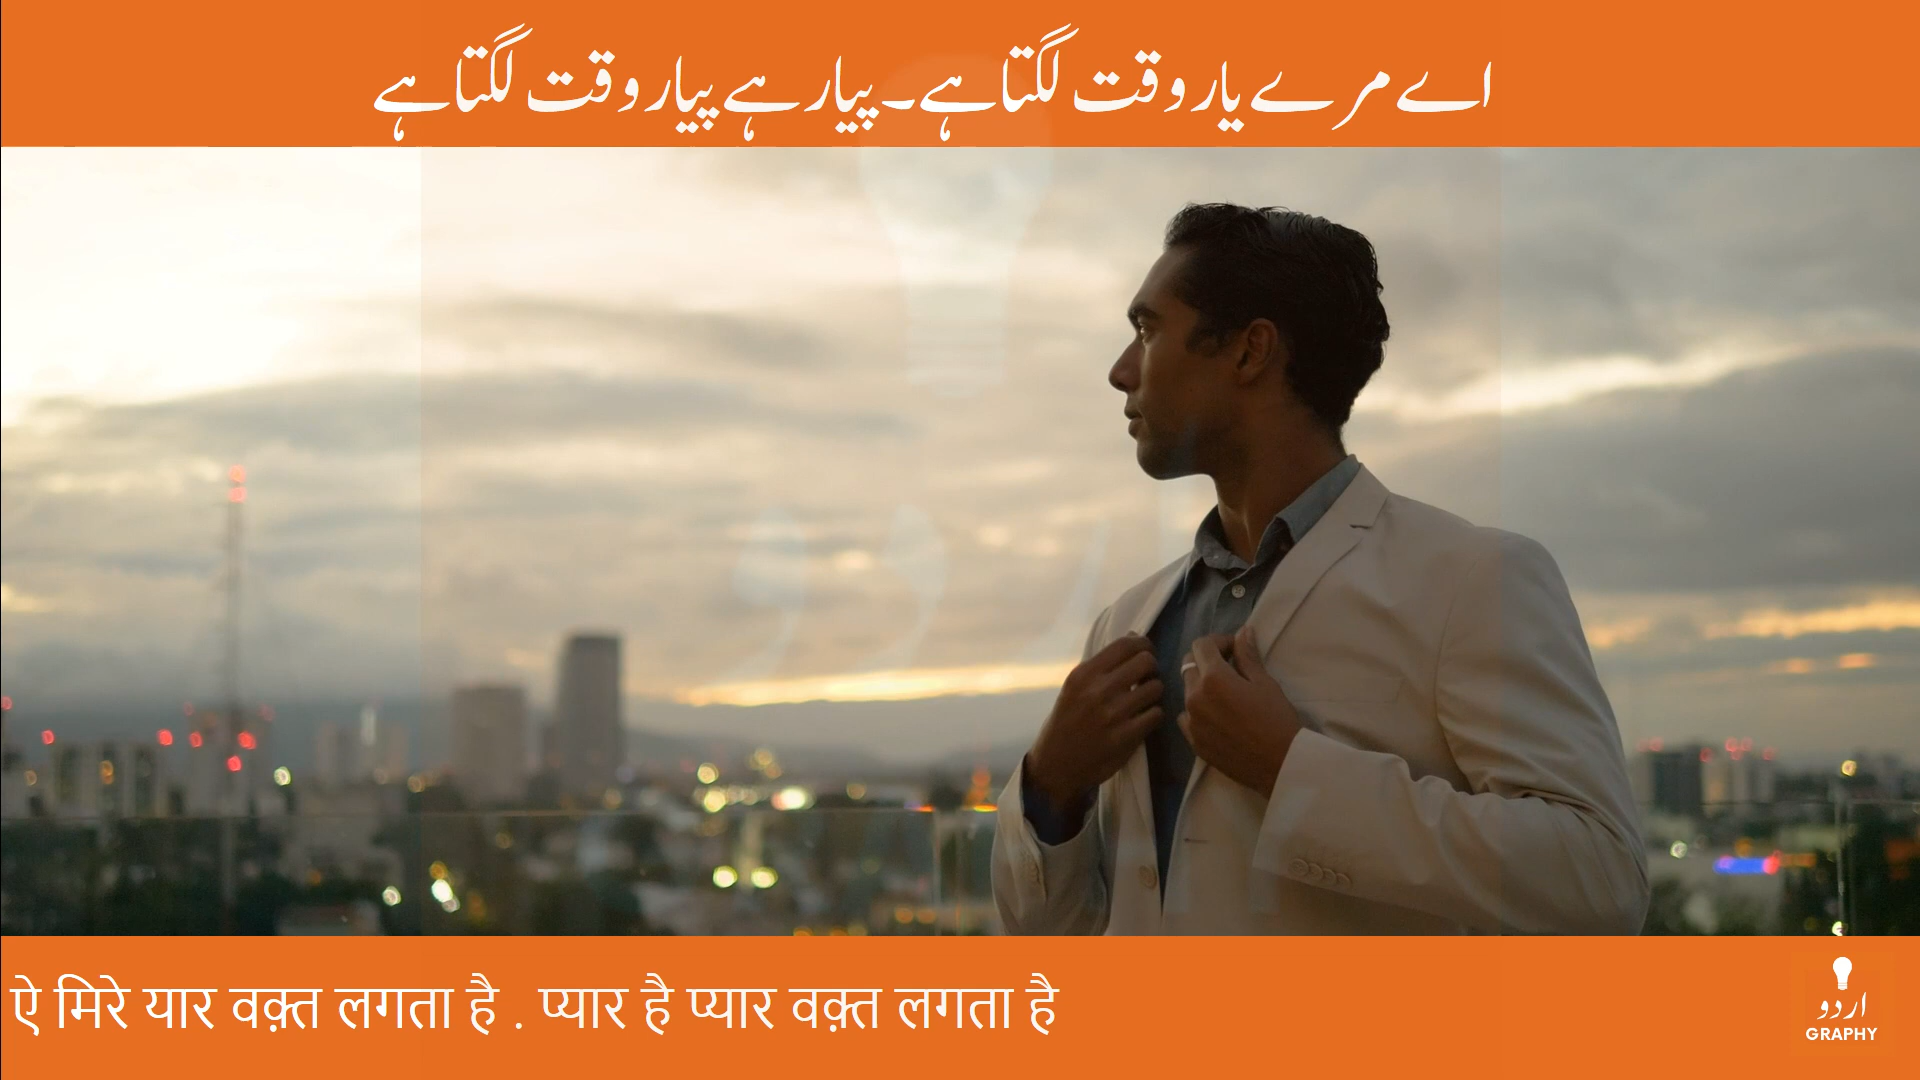 اے مرے یار وقت لگتا ہے۔ پیار ہے پیار وقت لگتا ہے
ऐ मिरे यार वक़्त लगता है . प्यार है प्यार वक़्त लगता है
اردو
GRAPHY